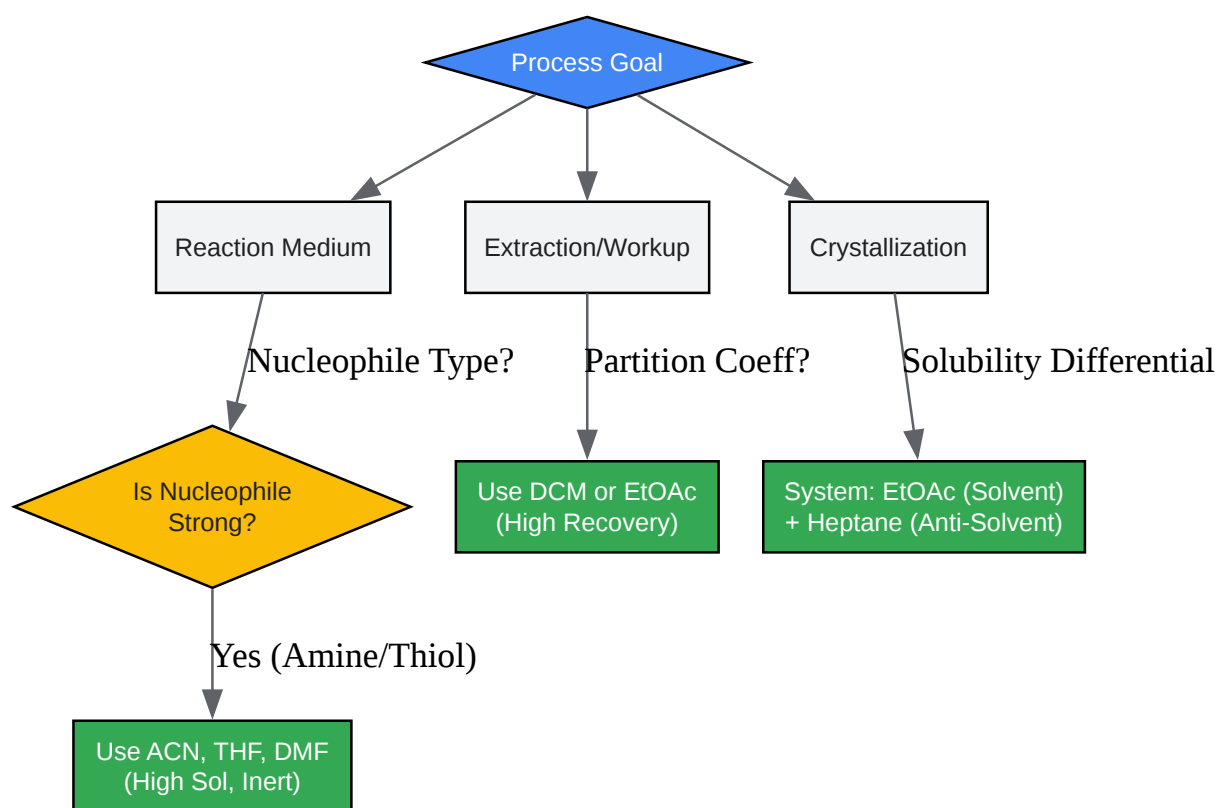 Process Goal
Reaction Medium
Extraction/Workup
Crystallization
Nucleophile Type?
Partition Coeff?
Solubility Differential
Is Nucleophile
Strong?
Use DCM or EtOAc
(High Recovery)
System: EtOAc (Solvent)
+ Heptane (Anti-Solvent)
Yes (Amine/Thiol)
Use ACN, THF, DMF
(High Sol, Inert)